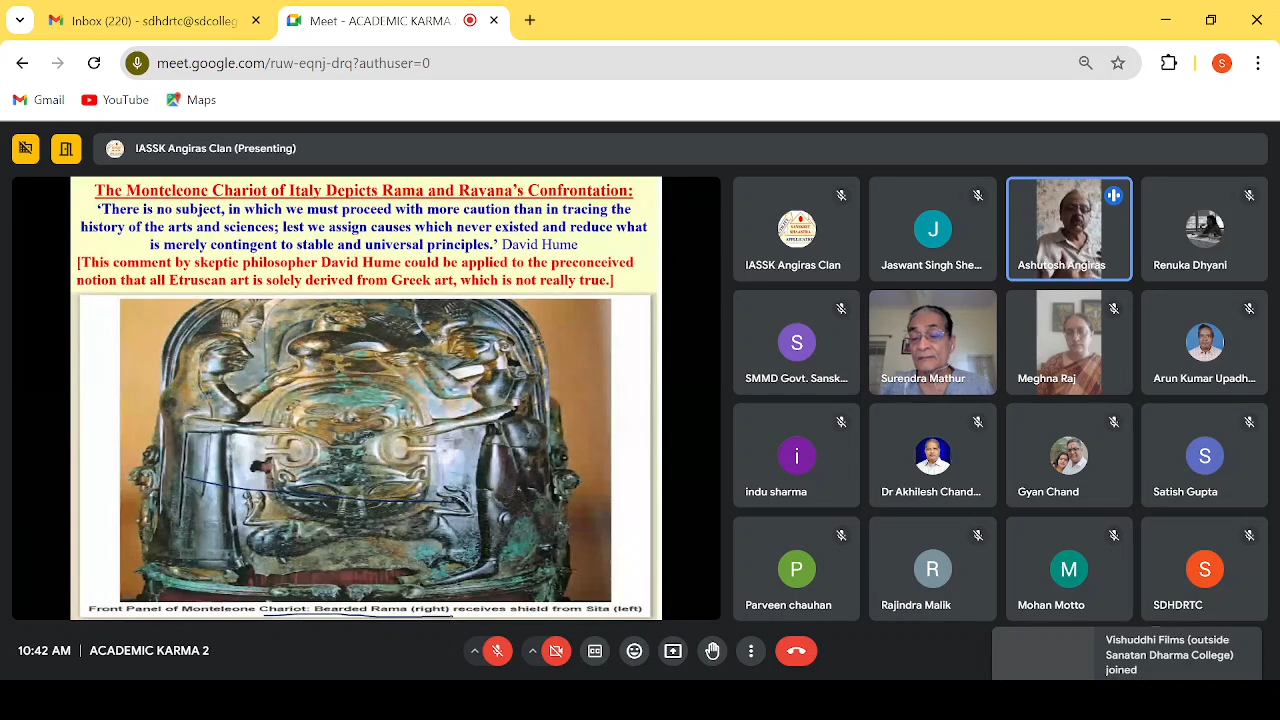 Inbox (220) - sdhdrtc@sdcolleg
Meet - ACADEMIC KARMA
meet.google.com/ruw-eqnj-drq?authuser=0
Gmail
YouTube
Maps
S
IASSK Angiras Clan (Presenting)
The Monteleone Chariot of Italy Depicts Rama and Ravana's Confrontation:
‘There is no subject, in which we must proceed with more caution than in tracing the
history of the arts and sciences; lest we assign causes which never existed and reduce what
is merely contingent to stable and universal principles.’ David Hume
[This comment by skeptic philosopher David Hume could be applied to the preconceived
notion that all Etruscan art is solely derived from Greek art, which is not really true.]
Front Panel of Monteleone Chariot: Bearded Rama (right) receives shield from Sita (left)
IASSK Angiras Clan
J
Jaswant Singh She...
Ashutosh Angiras
Renuka Dhyani
S
SMMD Govt. Sansk...
Surendra Mathur
Meghna Raj
Arun Kumar Upadh...
i
indu sharma
Dr Akhilesh Chand...
Gyan Chand
S
Satish Gupta
P
Parveen chauhan
R
Rajindra Malik
M
Mohan Motto
S
SDHDRTC
10:42 AM | ACADEMIC KARMA 2
Vishuddhi Films (outside
Sanatan Dharma College)
joined